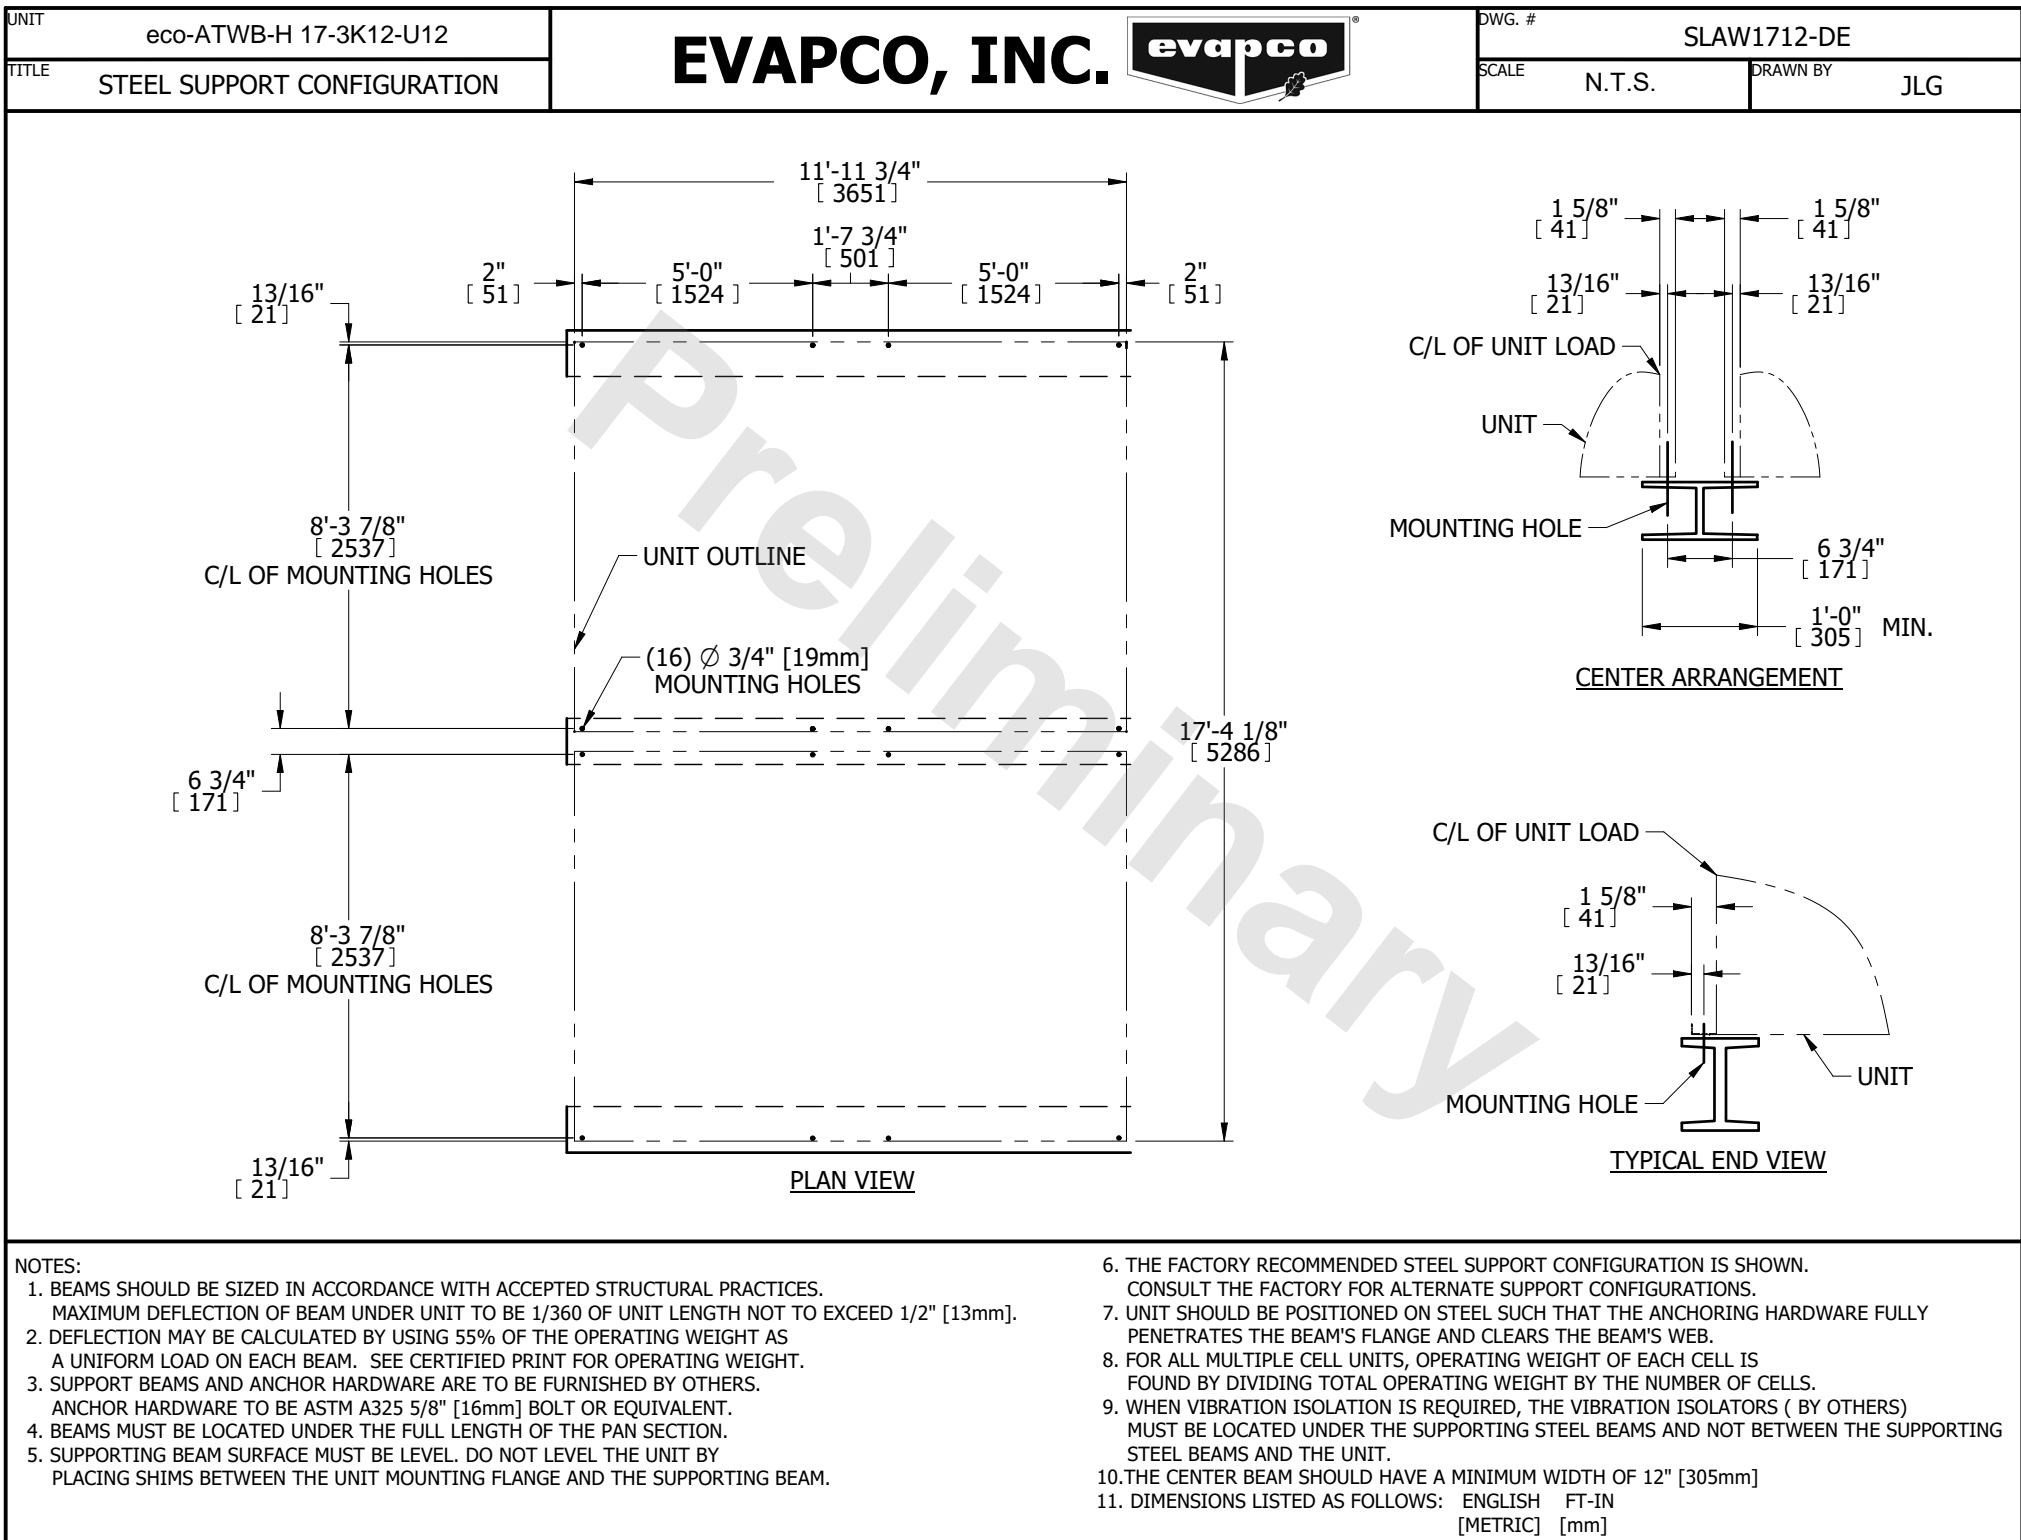 UNIT
eco-ATWB-H 17-3K12-U12
TITLE
STEEL SUPPORT CONFIGURATION
EVAPCO, INC.
evapco
®
DWG. #
SLAW1712-DE
SCALE
N.T.S.
DRAWN BY
JLG
11'-11 3/4"
[ 3651 ]
1'-7 3/4"
[ 501 ]
2"
[ 51 ]
5'-0"
[ 1524 ]
5'-0"
[ 1524 ]
2"
[ 51 ]
13/16"
[ 21 ]
8'-3 7/8"
[ 2537 ]
C/L OF MOUNTING HOLES
UNIT OUTLINE
(16) ∅ 3/4" [19mm]
MOUNTING HOLES
6 3/4"
[ 171 ]
17'-4 1/8"
[ 5286 ]
8'-3 7/8"
[ 2537 ]
C/L OF MOUNTING HOLES
13/16"
[ 21 ]
PLAN VIEW
Preliminary
1 5/8"
[ 41 ]
1 5/8"
[ 41 ]
13/16"
[ 21 ]
13/16"
[ 21 ]
C/L OF UNIT LOAD
UNIT
MOUNTING HOLE
6 3/4"
[ 171 ]
1'-0"
[ 305 ] MIN.
CENTER ARRANGEMENT
C/L OF UNIT LOAD
1 5/8"
[ 41 ]
13/16"
[ 21 ]
UNIT
MOUNTING HOLE
TYPICAL END VIEW
NOTES:
1. BEAMS SHOULD BE SIZED IN ACCORDANCE WITH ACCEPTED STRUCTURAL PRACTICES.
MAXIMUM DEFLECTION OF BEAM UNDER UNIT TO BE 1/360 OF UNIT LENGTH NOT TO EXCEED 1/2" [13mm].
2. DEFLECTION MAY BE CALCULATED BY USING 55% OF THE OPERATING WEIGHT AS
A UNIFORM LOAD ON EACH BEAM. SEE CERTIFIED PRINT FOR OPERATING WEIGHT.
3. SUPPORT BEAMS AND ANCHOR HARDWARE ARE TO BE FURNISHED BY OTHERS.
ANCHOR HARDWARE TO BE ASTM A325 5/8" [16mm] BOLT OR EQUIVALENT.
4. BEAMS MUST BE LOCATED UNDER THE FULL LENGTH OF THE PAN SECTION.
5. SUPPORTING BEAM SURFACE MUST BE LEVEL. DO NOT LEVEL THE UNIT BY
PLACING SHIMS BETWEEN THE UNIT MOUNTING FLANGE AND THE SUPPORTING BEAM.
6. THE FACTORY RECOMMENDED STEEL SUPPORT CONFIGURATION IS SHOWN.
CONSULT THE FACTORY FOR ALTERNATE SUPPORT CONFIGURATIONS.
7. UNIT SHOULD BE POSITIONED ON STEEL SUCH THAT THE ANCHORING HARDWARE FULLY
PENETRATES THE BEAM'S FLANGE AND CLEARS THE BEAM'S WEB.
8. FOR ALL MULTIPLE CELL UNITS, OPERATING WEIGHT OF EACH CELL IS
FOUND BY DIVIDING TOTAL OPERATING WEIGHT BY THE NUMBER OF CELLS.
9. WHEN VIBRATION ISOLATION IS REQUIRED, THE VIBRATION ISOLATORS ( BY OTHERS)
MUST BE LOCATED UNDER THE SUPPORTING STEEL BEAMS AND NOT BETWEEN THE SUPPORTING
STEEL BEAMS AND THE UNIT.
10.THE CENTER BEAM SHOULD HAVE A MINIMUM WIDTH OF 12" [305mm]
11. DIMENSIONS LISTED AS FOLLOWS: ENGLISH FT-IN
[METRIC] [mm]